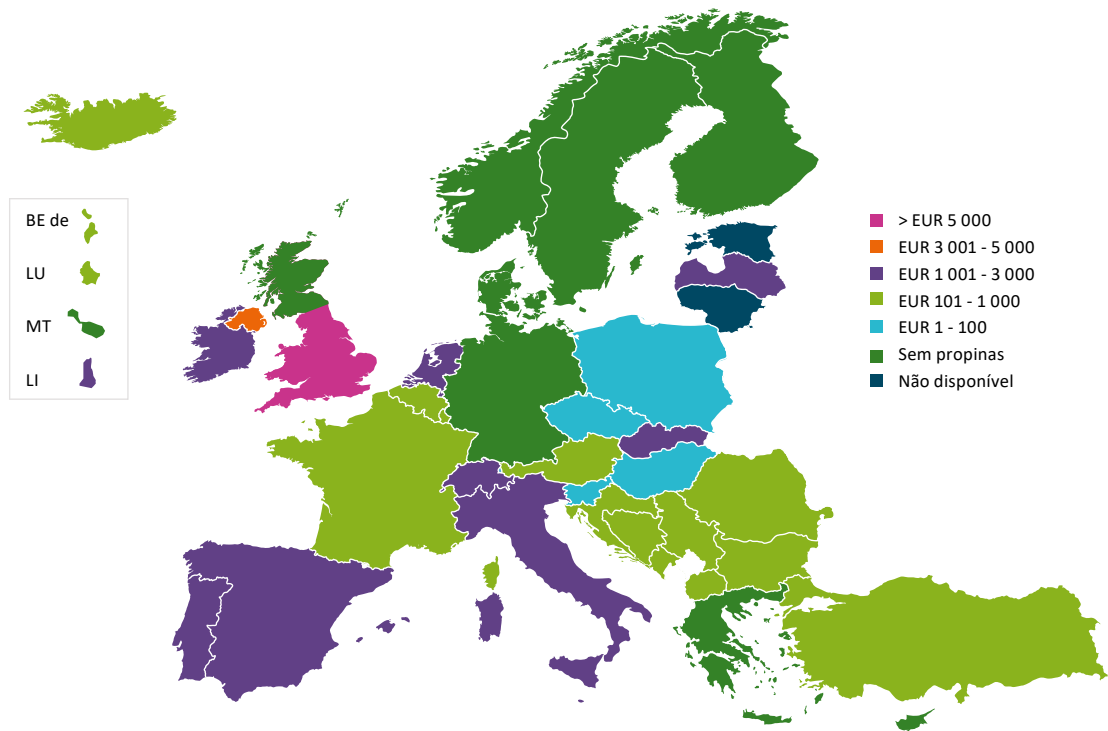 BE de
LU
MT
LI
> EUR 5 000
EUR 3 001 - 5 000
EUR 1 001 - 3 000
EUR 101 - 1 000
EUR 1 - 100
Sem propinas
Não disponível